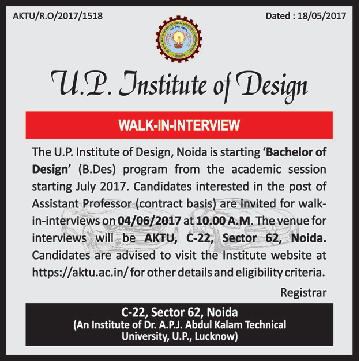 AKTU/R.O/2017/1518
Dated : 18/05/2017
U.P. Institute of Design
WALK-IN-INTERVIEW
The U.P. Institute of Design, Noida is starting ‘Bachelor of
Design’ (B.Des) program from the academic session
starting July 2017. Candidates interested in the post of
Assistant Professor (contract basis) are invited for walk-
in-interviews on 04/06/2017 at 10.00 A.M. The venue for
interviews will be AKTU, C-22, Sector 62, Noida.
Candidates are advised to visit the Institute website at
https://aktu.ac.in/ for other details and eligibility criteria.
Registrar
C-22, Sector 62, Noida
(An Institute of Dr. A.P.J. Abdul Kalam Technical
University, U.P., Lucknow)